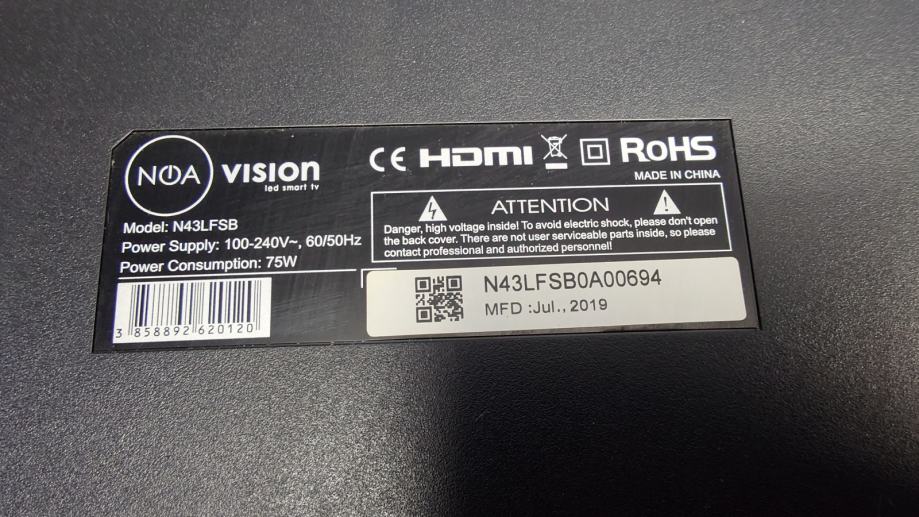 NOA
VISION
led smart tv
Model: N43LFSB
Power Supply: 100-240V~, 60/50Hz
Power Consumption: 75W
3 858892 620120
CE HDMI RoHS
MADE IN CHINA
ATTENTION
Danger, high voltage inside! To avoid electric shock, please don't open
the back cover. There are not user serviceable parts inside, so please
contact professional and authorized personnel!
N43LFSB0A00694
MFD :Jul., 2019